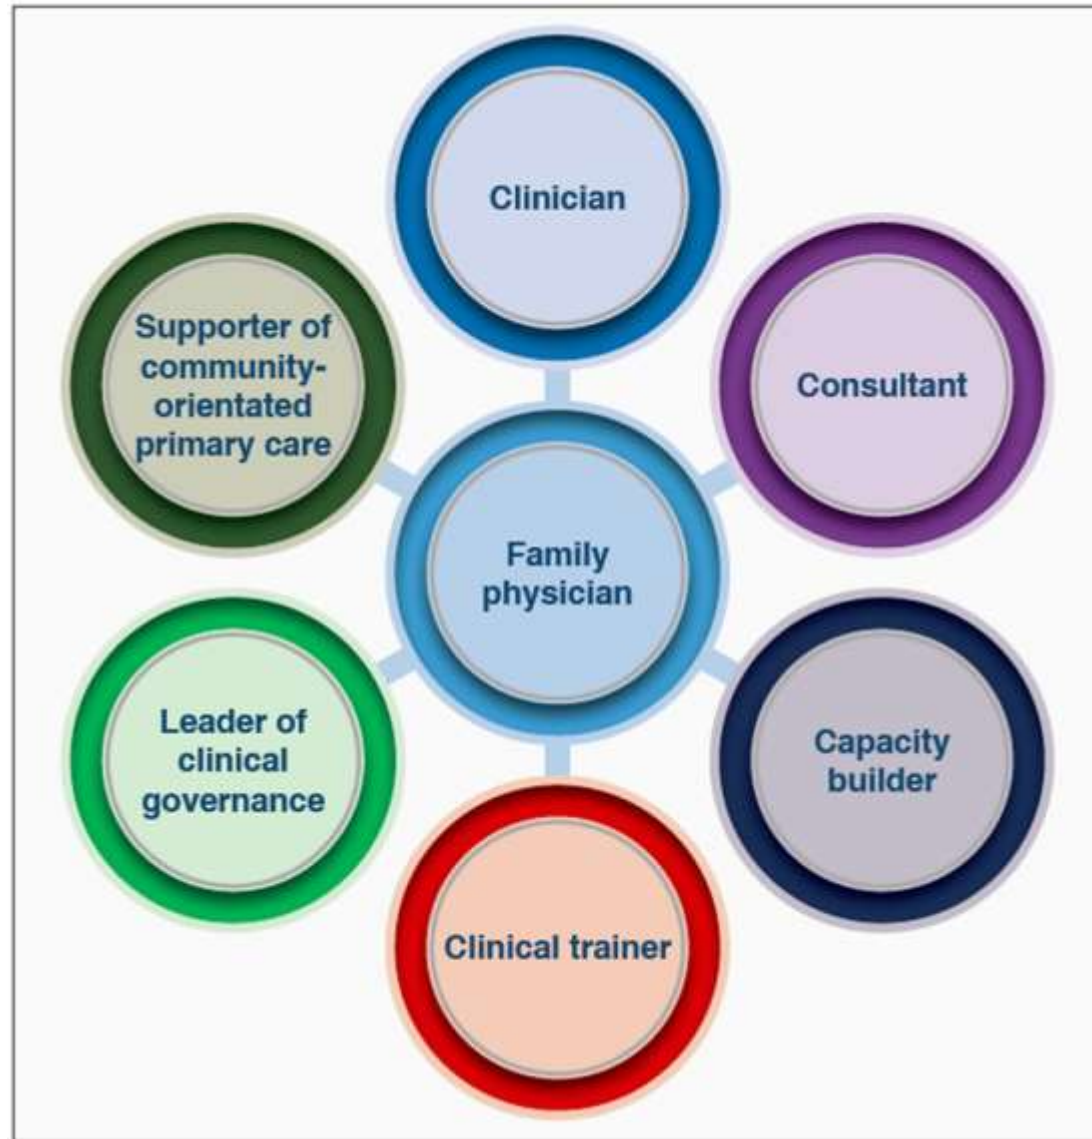 Clinician
Consultant
Supporter of
community-
orientated
primary care
Family
physician
Capacity
builder
Leader of
clinical
governance
Clinical trainer